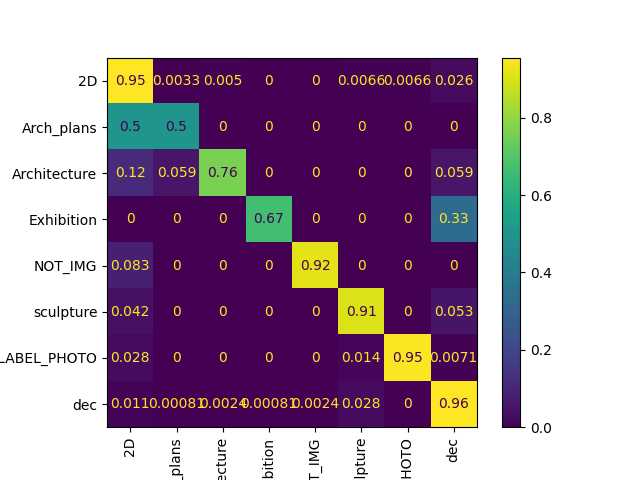 2D 0.95 0.0033 0.005 0 0 0.0066 0.0066 0.026
Arch_plans 0.5 0.5 0 0 0 0 0 0
Architecture 0.12 0.059 0.76 0 0 0 0 0.059
Exhibition 0 0 0 0.67 0 0 0 0.33
NOT_IMG 0.083 0 0 0 0.92 0 0 0
sculpture 0.042 0 0 0 0 0.91 0 0.053
LABEL_PHOTO 0.028 0 0 0 0 0.014 0.95 0.0071
dec 0.011 0.00081 0.0024 0.00081 0.0024 0.028 0 0.96
2D
_plans
ecture
bition
T_IMG
lpture
HOTO
dec
0.8
0.6
0.4
0.2
0.0